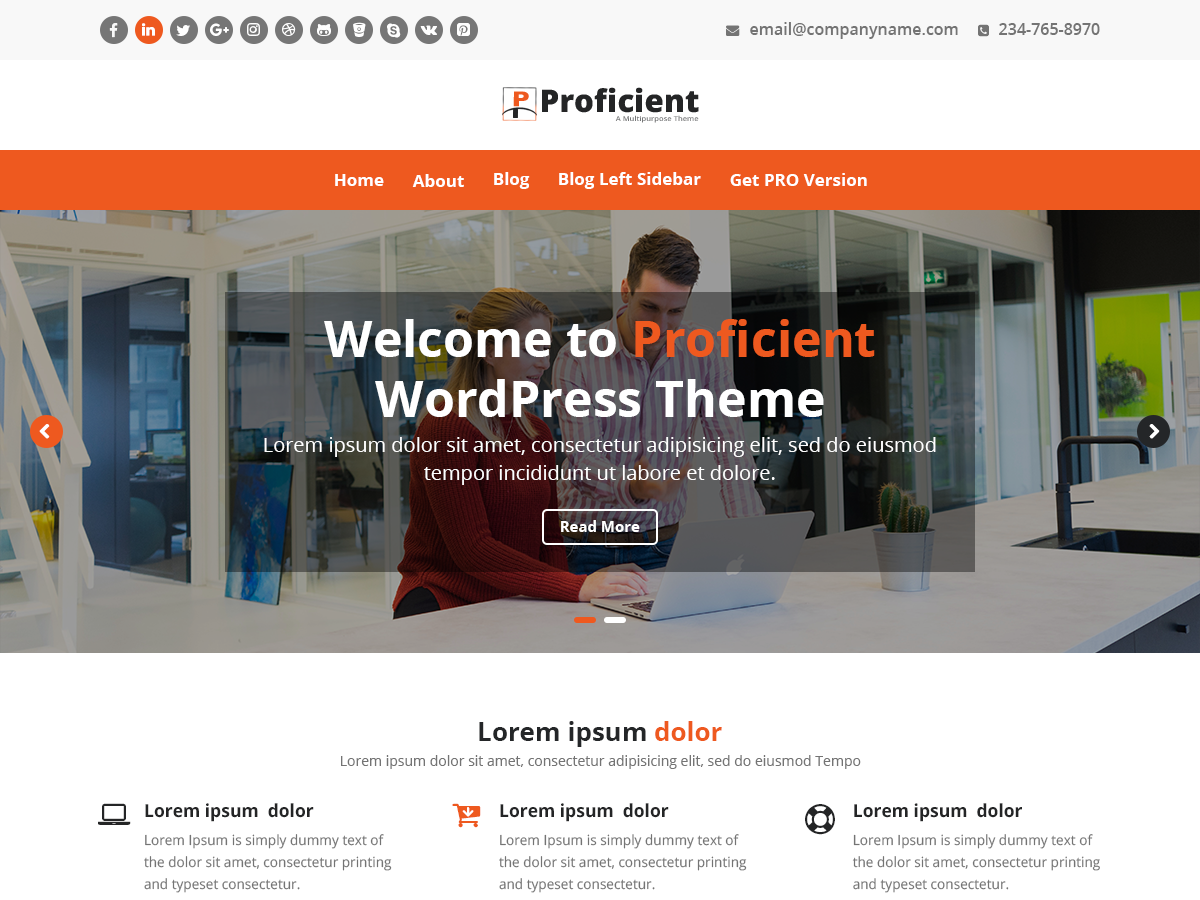 email@companyname.com 234-765-8970
P Proficient
A Multipurpose Theme
Home About Blog Blog Left Sidebar Get PRO Version
Welcome to Proficient
WordPress Theme
Lorem ipsum dolor sit amet, consectetur adipisicing elit, sed do eiusmod
tempor incididunt ut labore et dolore.
Read More
Lorem ipsum dolor
Lorem ipsum dolor sit amet, consectetur adipisicing elit, sed do eiusmod Tempo
Lorem ipsum dolor
Lorem Ipsum is simply dummy text of
the dolor sit amet, consectetur printing
and typeset consectetur.
Lorem ipsum dolor
Lorem Ipsum is simply dummy text of
the dolor sit amet, consectetur printing
and typeset consectetur.
Lorem ipsum dolor
Lorem Ipsum is simply dummy text of
the dolor sit amet, consectetur printing
and typeset consectetur.